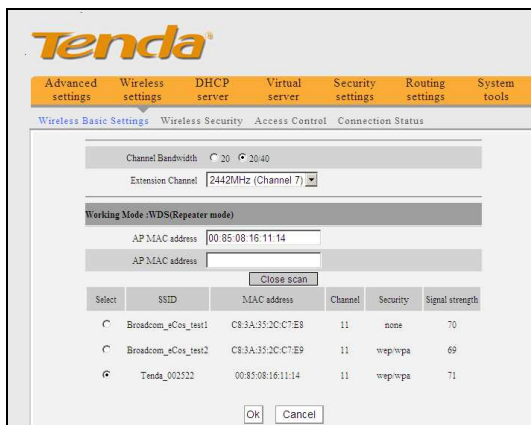 Tenda
Advanced settings Wireless settings DHCP server Virtual server Security settings Routing settings System tools
Wireless Basic Settings Wireless Security Access Control Connection Status
Channel Bandwidth 20 20/40
Extension Channel 2442MHz (Channel 7)
Working Mode :WDS(Repeater mode)
AP MAC address 00:85:08:16:11:14
AP MAC address
Close scan
Select SSID MAC address Channel Security Signal strength
Broadcom_eCos_test1 C8:3A:35:2C:C7:E8 11 none 70
Broadcom_eCos_test2 C8:3A:35:2C:C7:E9 11 wep/wpa 69
Tenda_002522 00:85:08:16:11:14 11 wep/wpa 71
Ok Cancel